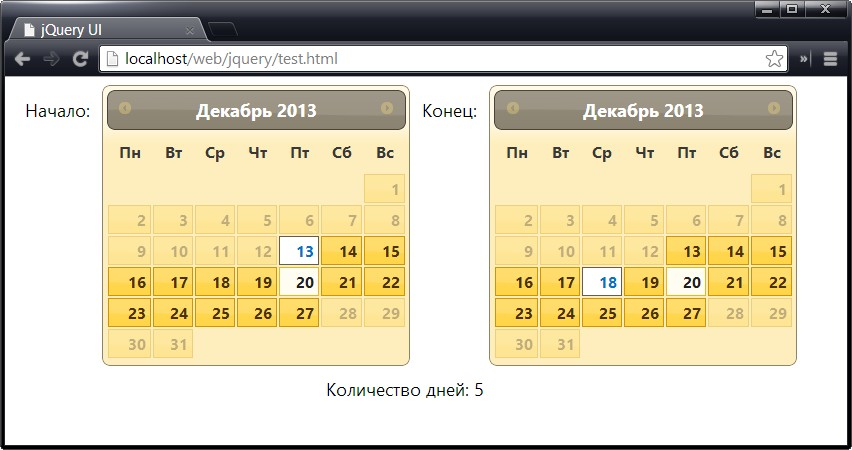 jQuery UI
localhost/web/jquery/test.html
Начало:
Декабрь 2013
Пн Вт Ср Чт Пт Сб Вс
1
2 3 4 5 6 7 8
9 10 11 12 13 14 15
16 17 18 19 20 21 22
23 24 25 26 27 28 29
30 31
Конец:
Декабрь 2013
Пн Вт Ср Чт Пт Сб Вс
1
2 3 4 5 6 7 8
9 10 11 12 13 14 15
16 17 18 19 20 21 22
23 24 25 26 27 28 29
30 31
Количество дней: 5